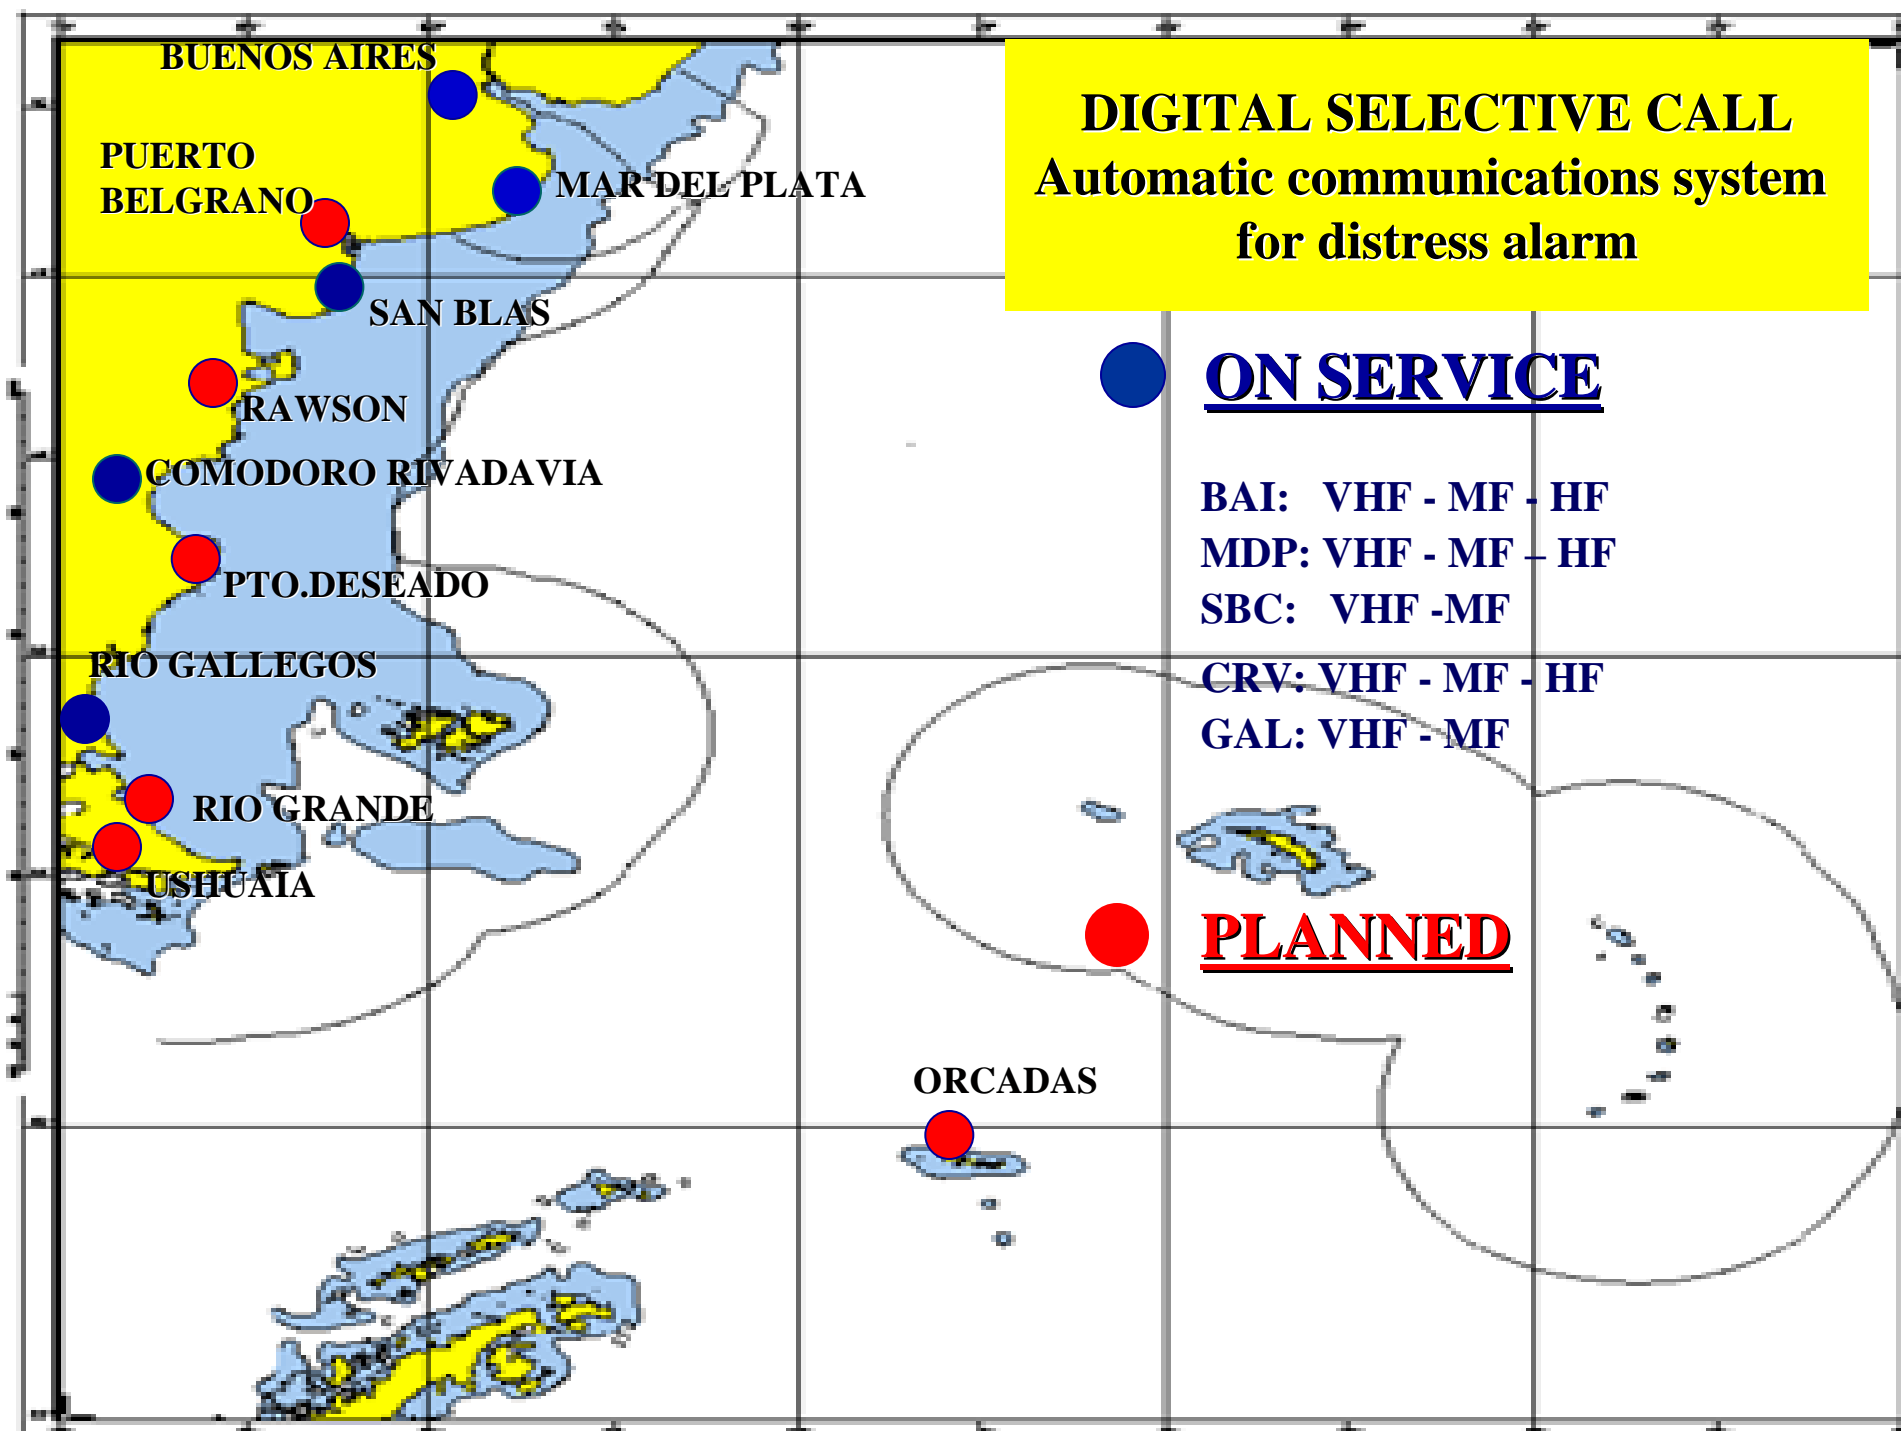 BUENOS AIRES
DIGITAL SELECTIVE CALL
Automatic communications system
for distress alarm
PUERTO
BELGRANO
MAR DEL PLATA
SAN BLAS
ON SERVICE
RAWSON
COMODORO RIVADAVIA
BAI: VHF - MF - HF
MDP: VHF - MF – HF
PTO.DESEADO
SBC: VHF -MF
RIO GALLEGOS
CRV: VHF - MF - HF
GAL: VHF - MF
RIO GRANDE
USHUAIA
PLANNED
ORCADAS